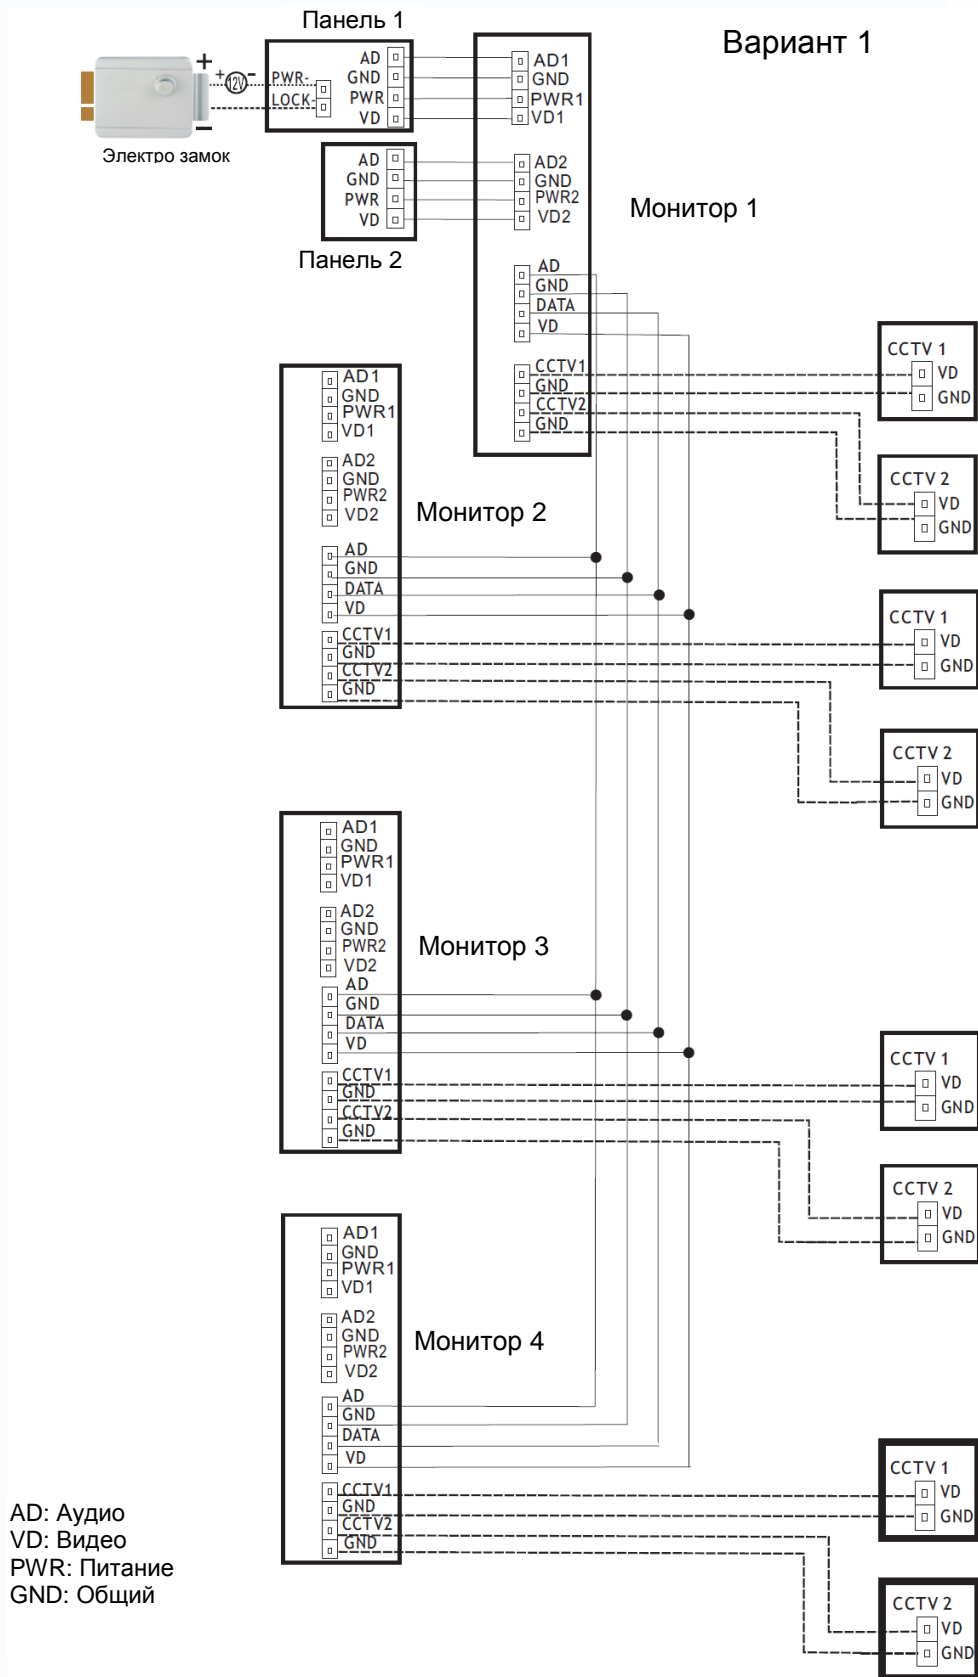 Вариант 1
Панель 1
AD
GND
PWR
VD
PWR-
LOCK-
+
+
-
12V
−
Электро замок
AD1
GND
PWR1
VD1
AD
GND
PWR
VD
Панель 2
AD2
GND
PWR2
VD2
Монитор 1
AD
GND
DATA
VD
CCTV1
GND
CCTV2
GND
CCTV 1
VD
GND
CCTV 2
VD
GND
AD1
GND
PWR1
VD1
AD2
GND
PWR2
VD2
Монитор 2
AD
GND
DATA
VD
CCTV1
GND
CCTV2
GND
CCTV 1
VD
GND
CCTV 2
VD
GND
AD1
GND
PWR1
VD1
AD2
GND
PWR2
VD2
Монитор 3
AD
GND
DATA
VD
CCTV1
GND
CCTV2
GND
CCTV 1
VD
GND
CCTV 2
VD
GND
AD1
GND
PWR1
VD1
AD2
GND
PWR2
VD2
Монитор 4
AD
GND
DATA
VD
CCTV1
GND
CCTV2
GND
CCTV 1
VD
GND
CCTV 2
VD
GND
AD: Аудио
VD: Видео
PWR: Питание
GND: Общий